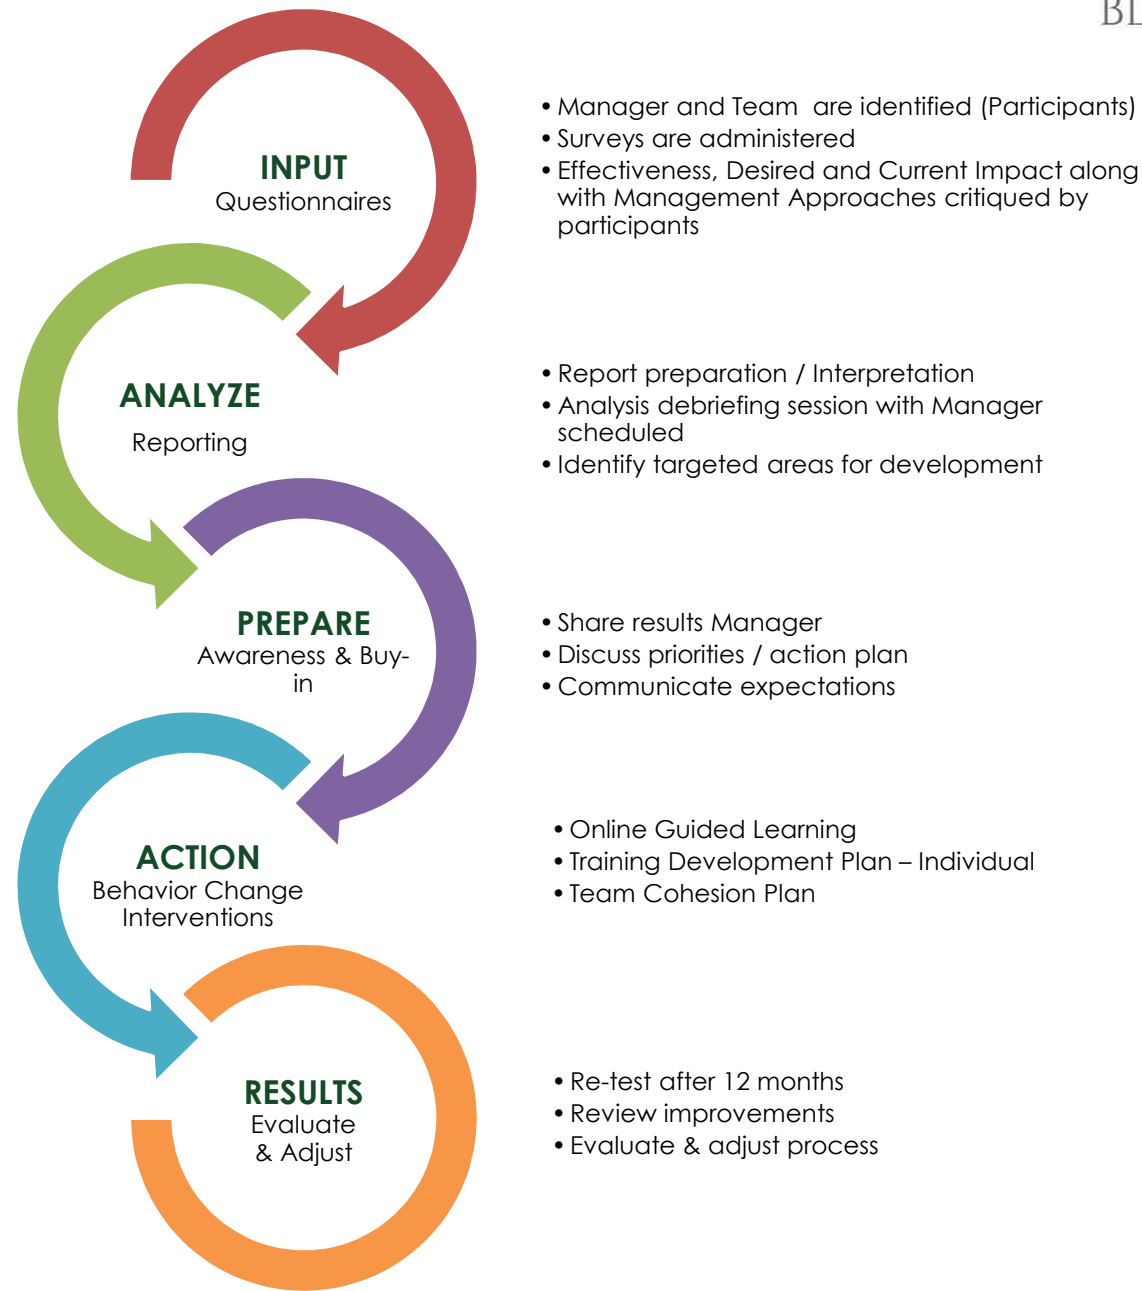 BL
INPUT
Questionnaires
• Manager and Team are identified (Participants)
• Surveys are administered
• Effectiveness, Desired and Current Impact along
with Management Approaches critiqued by
participants
ANALYZE
Reporting
• Report preparation / Interpretation
• Analysis debriefing session with Manager
scheduled
• Identify targeted areas for development
PREPARE
Awareness & Buy-
in
• Share results Manager
• Discuss priorities / action plan
• Communicate expectations
ACTION
Behavior Change
Interventions
• Online Guided Learning
• Training Development Plan – Individual
• Team Cohesion Plan
RESULTS
Evaluate
& Adjust
• Re-test after 12 months
• Review improvements
• Evaluate & adjust process